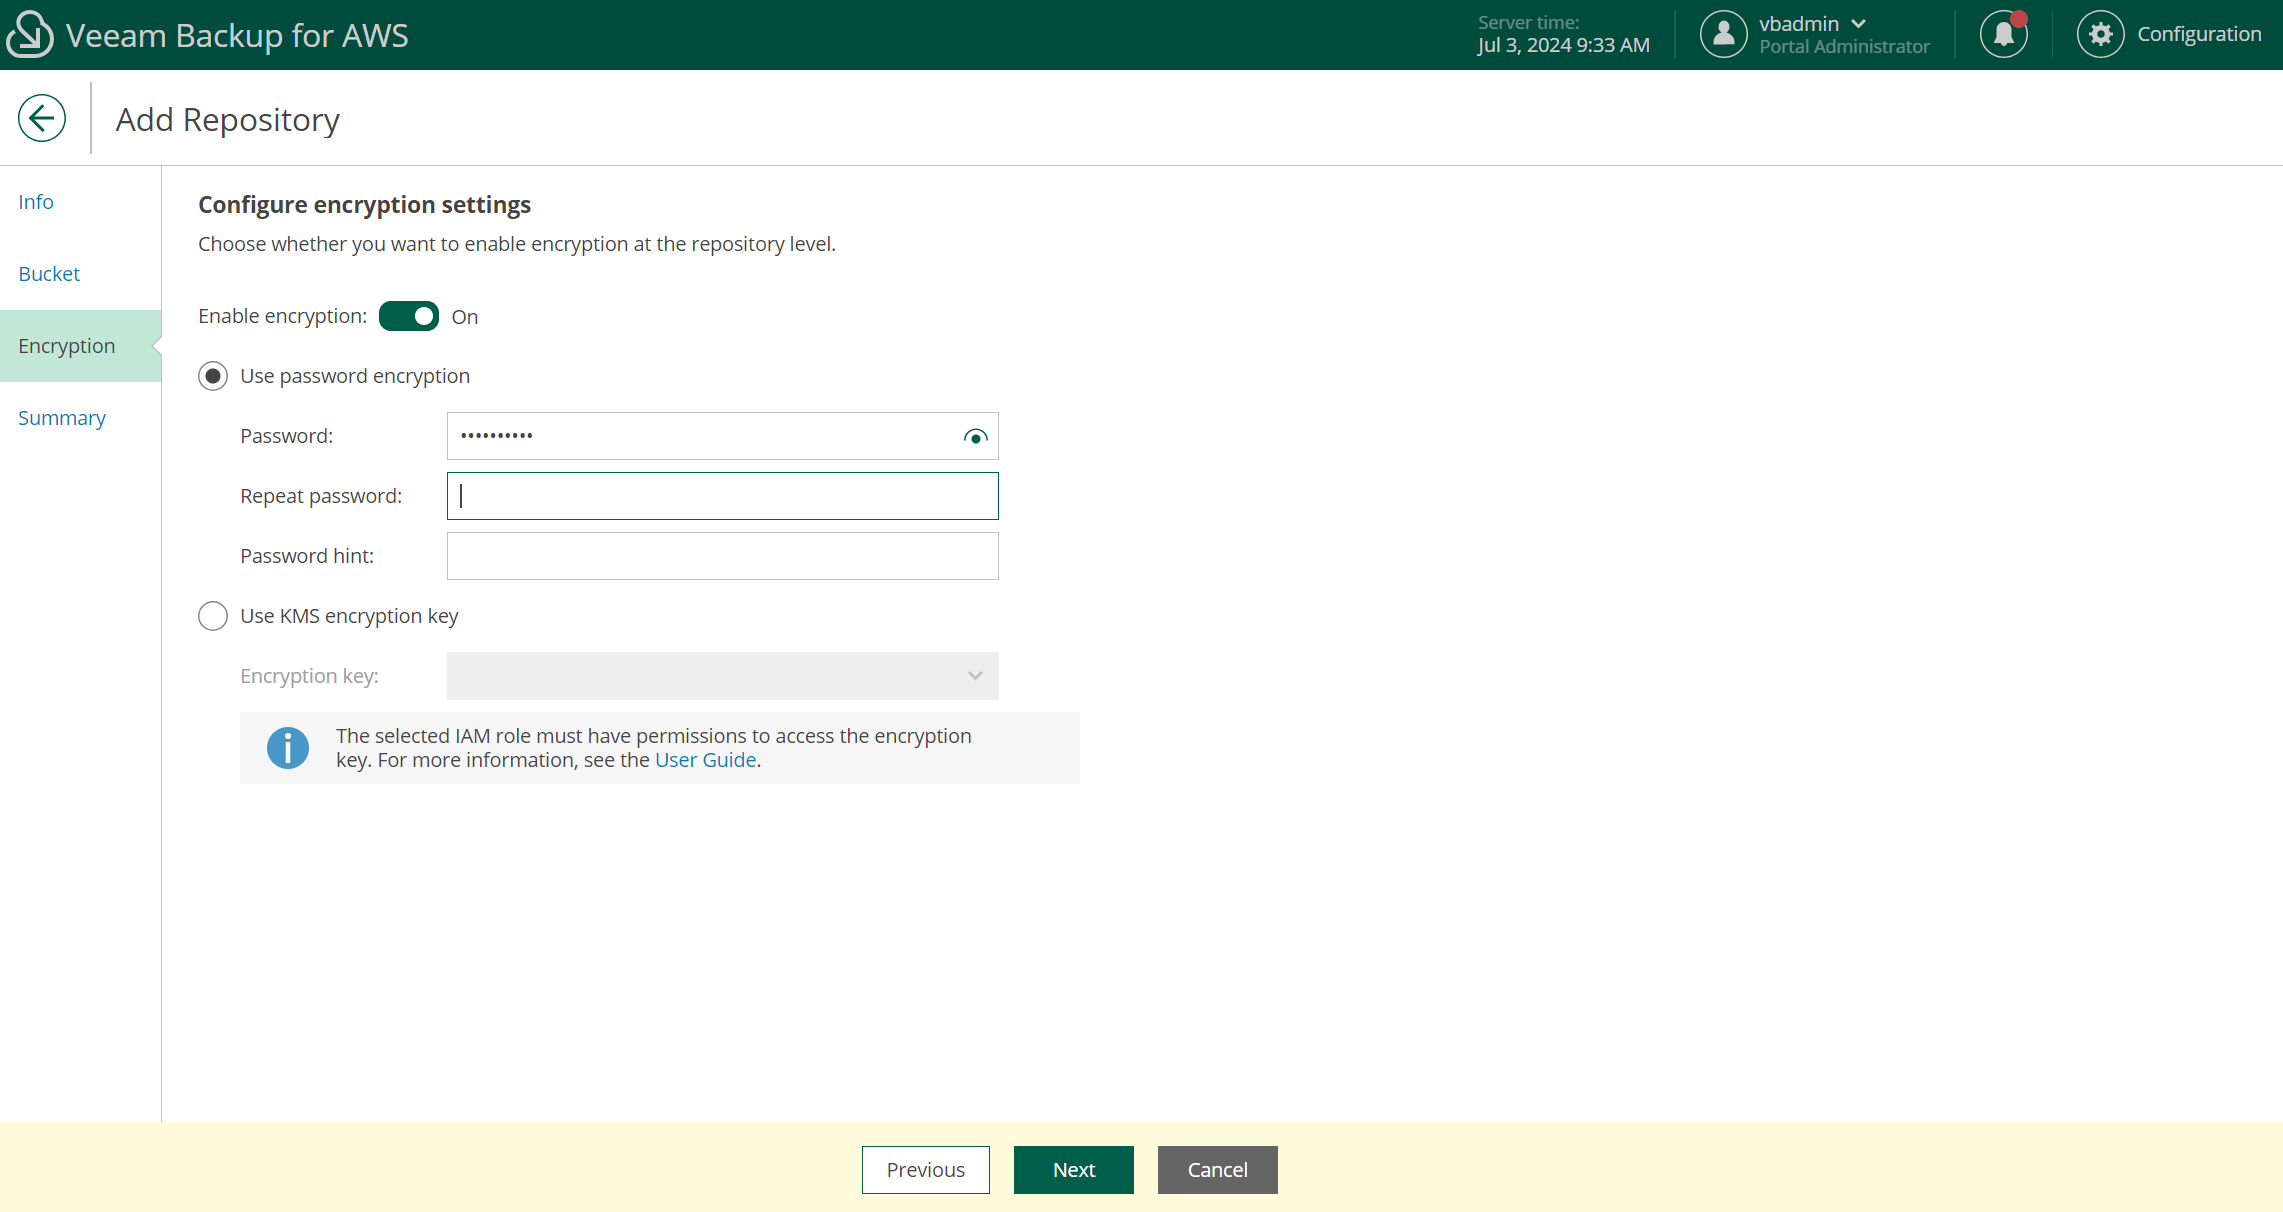 Veeam Backup for AWS
Server time:
Jul 3, 2024 9:33 AM
vbadmin
Portal Administrator
Configuration
Add Repository
Info
Bucket
Encryption
Summary
Configure encryption settings
Choose whether you want to enable encryption at the repository level.
Enable encryption: On
Use password encryption
Password: ••••••••••
Repeat password:
Password hint:
Use KMS encryption key
Encryption key:
The selected IAM role must have permissions to access the encryption
key. For more information, see the User Guide.
Previous Next Cancel